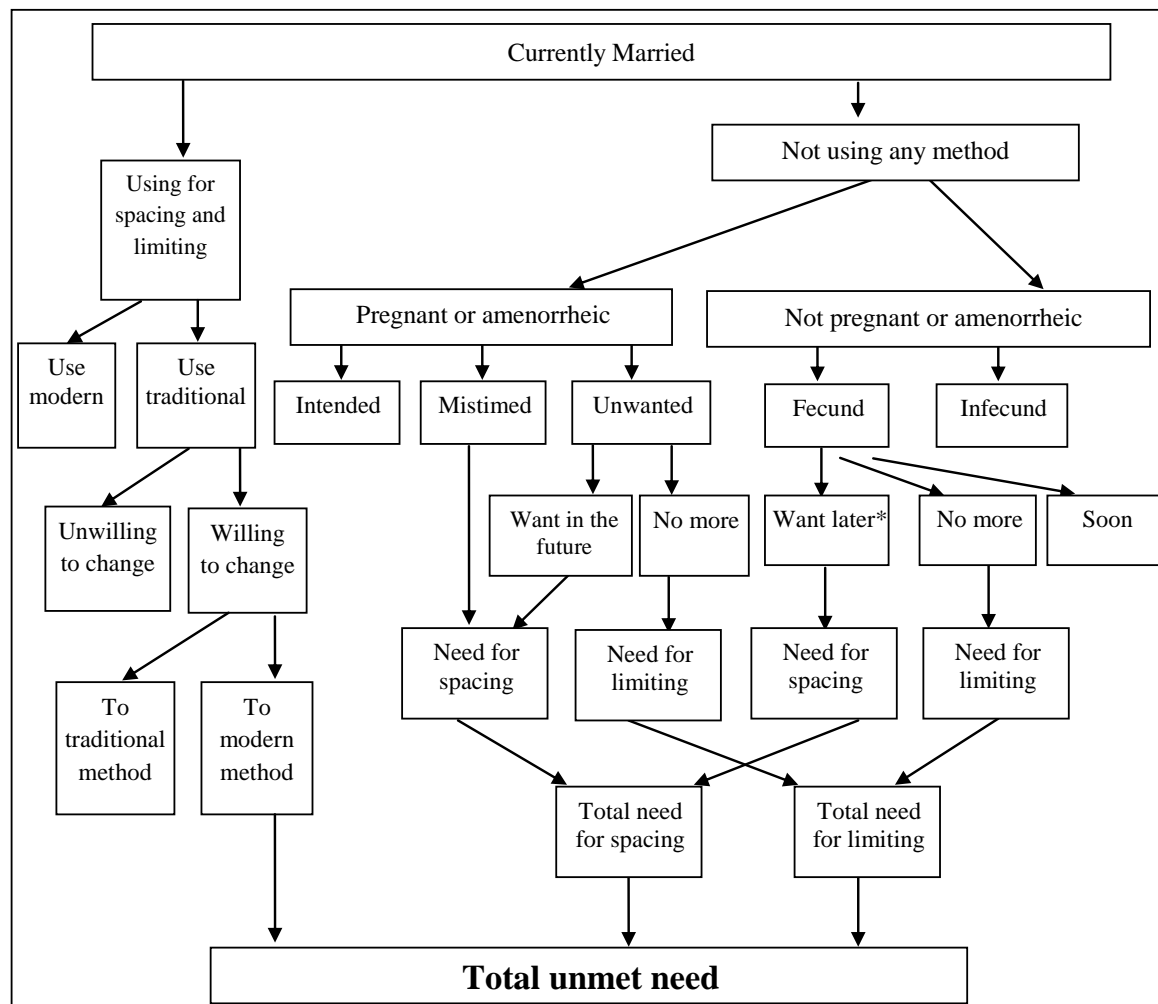 Currently Married
Not using any method
Using for
spacing and
limiting
Pregnant or amenorrheic
Not pregnant or amenorrheic
Use
modern
Use
traditional
Intended
Mistimed
Unwanted
Fecund
Infecund
Unwilling
to change
Willing
to change
Want in the
future
No more
Want later*
No more
Soon
Need for
spacing
Need for
limiting
Need for
spacing
Need for
limiting
To
traditional
method
To
modern
method
Total need
for spacing
Total need
for limiting
Total unmet need